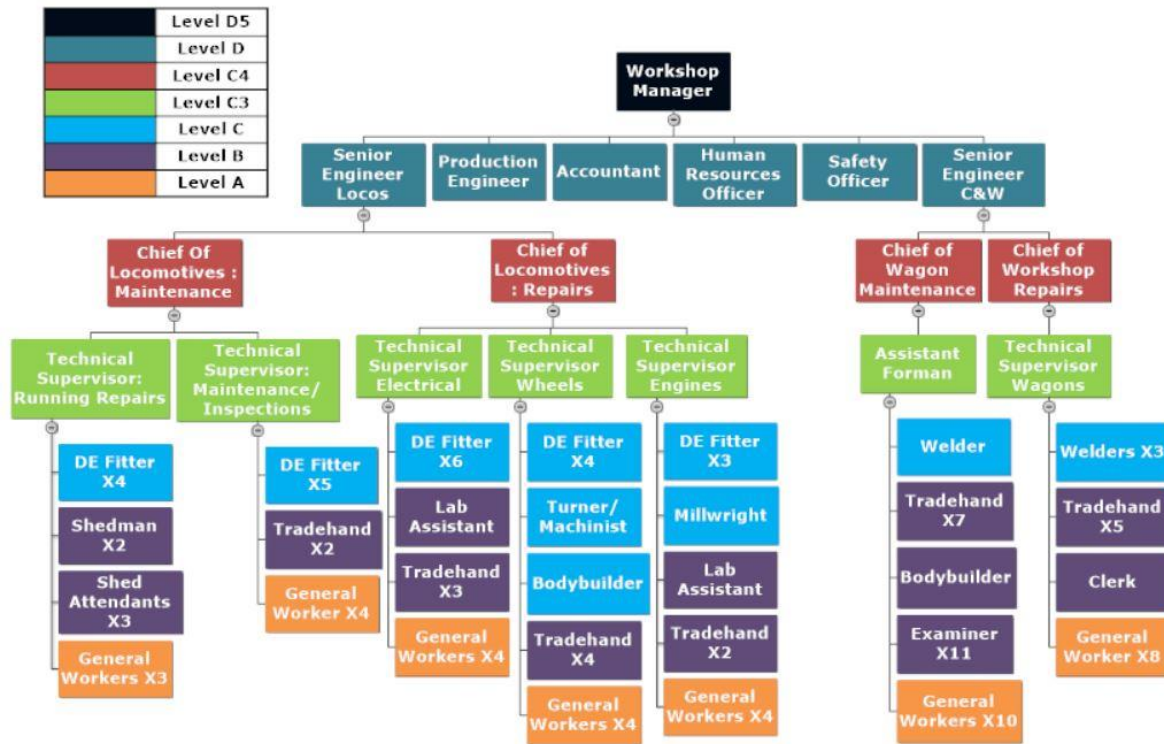 Level D5
Level D
Level C4
Level C3
Level C
Level B
Level A
Workshop
Manager
Senior
Engineer
Locos
Production
Engineer
Accountant
Human
Resources
Officer
Safety
Officer
Senior
Engineer
C&W
Chief Of
Locomotives :
Maintenance
Chief of
Locomotives
: Repairs
Chief of
Wagon
Maintenance
Chief of
Workshop
Repairs
Technical
Supervisor:
Running Repairs
Technical
Supervisor:
Maintenance/
Inspections
Technical
Supervisor
Electrical
Technical
Supervisor
Wheels
Technical
Supervisor
Engines
Assistant
Forman
Technical
Supervisor
Wagons
DE Fitter
X4
Shedman
X2
Shed
Attendants
X3
General
Workers X3
DE Fitter
X5
Tradehand
X2
General
Worker X4
DE Fitter
X6
Lab
Assistant
Tradehand
X3
General
Workers X4
DE Fitter
X4
Turner/
Machinist
Bodybuilder
Tradehand
X4
General
Workers X4
DE Fitter
X3
Millwright
Lab
Assistant
Tradehand
X2
General
Workers X4
Welder
Tradehand
X7
Bodybuilder
Examiner
X11
General
Workers X10
Welders X3
Tradehand
X5
Clerk
General
Worker X8